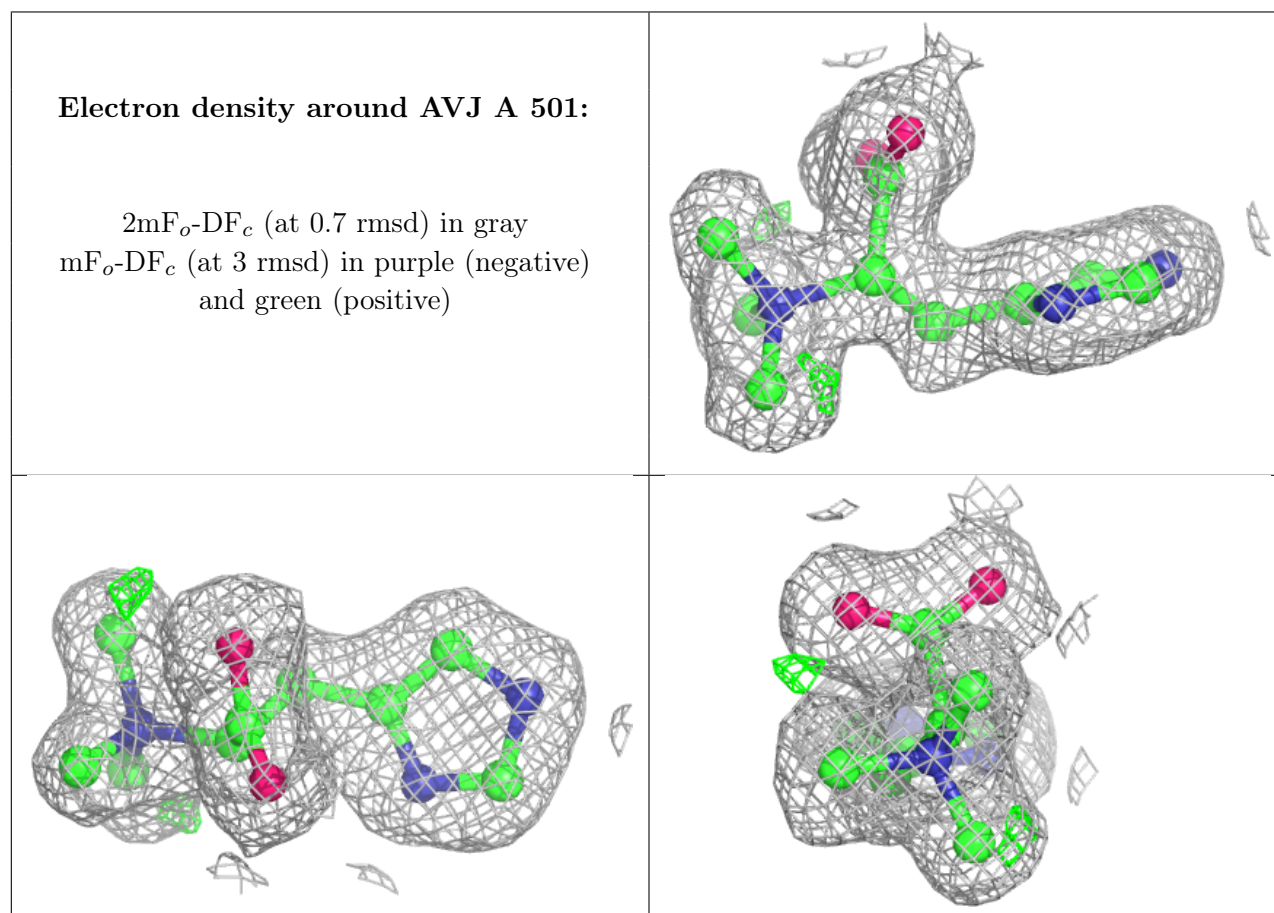 Electron density around AVJ A 501:
2mFo-DFc (at 0.7 rmsd) in gray
mFo-DFc (at 3 rmsd) in purple (negative)
and green (positive)